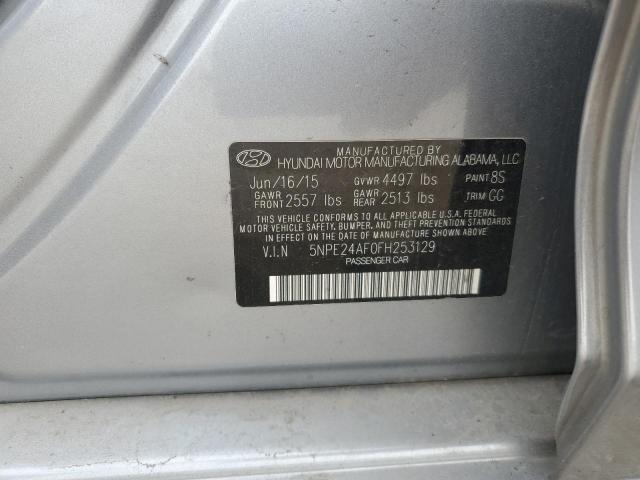 MANUFACTURED BY
HYUNDAI MOTOR MANUFACTURING ALABAMA, LLC
Jun/16/15 GVWR 4497 lbs PAINT 8S
GAWR FRONT 2557 lbs GAWR REAR 2513 lbs TRIM GG
THIS VEHICLE CONFORMS TO ALL APPLICABLE U.S.A. FEDERAL
MOTOR VEHICLE SAFETY, BUMPER, AND THEFT PREVENTION STANDARDS
IN EFFECT ON THE DATE OF MANUFACTURE SHOWN ABOVE
V.I.N 5NPE24AF0FH253129
PASSENGER CAR